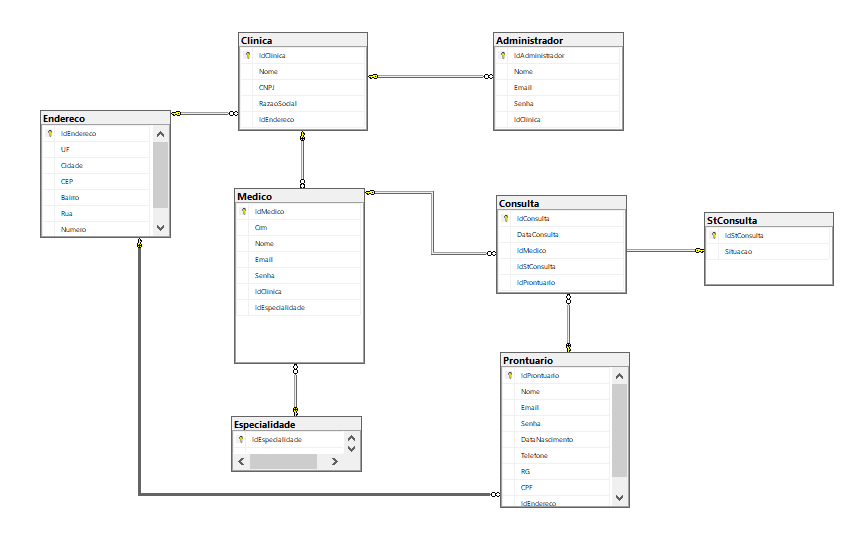 Clinica
IdClinica
Nome
CNPJ
RazaoSocial
IdEndereco
Administrador
IdAdministrador
Nome
Email
Senha
IdClinica
Endereco
IdEndereco
UF
Cidade
CEP
Bairro
Rua
Numero
Medico
IdMedico
Crm
Nome
Email
Senha
IdClinica
IdEspecialidade
Consulta
IdConsulta
DataConsulta
IdMedico
IdStConsulta
IdProntuario
StConsulta
IdStConsulta
Situacao
Prontuario
IdProntuario
Nome
Email
Senha
DataNascimento
Telefone
RG
CPF
IdEndereco
Especialidade
IdEspecialidade